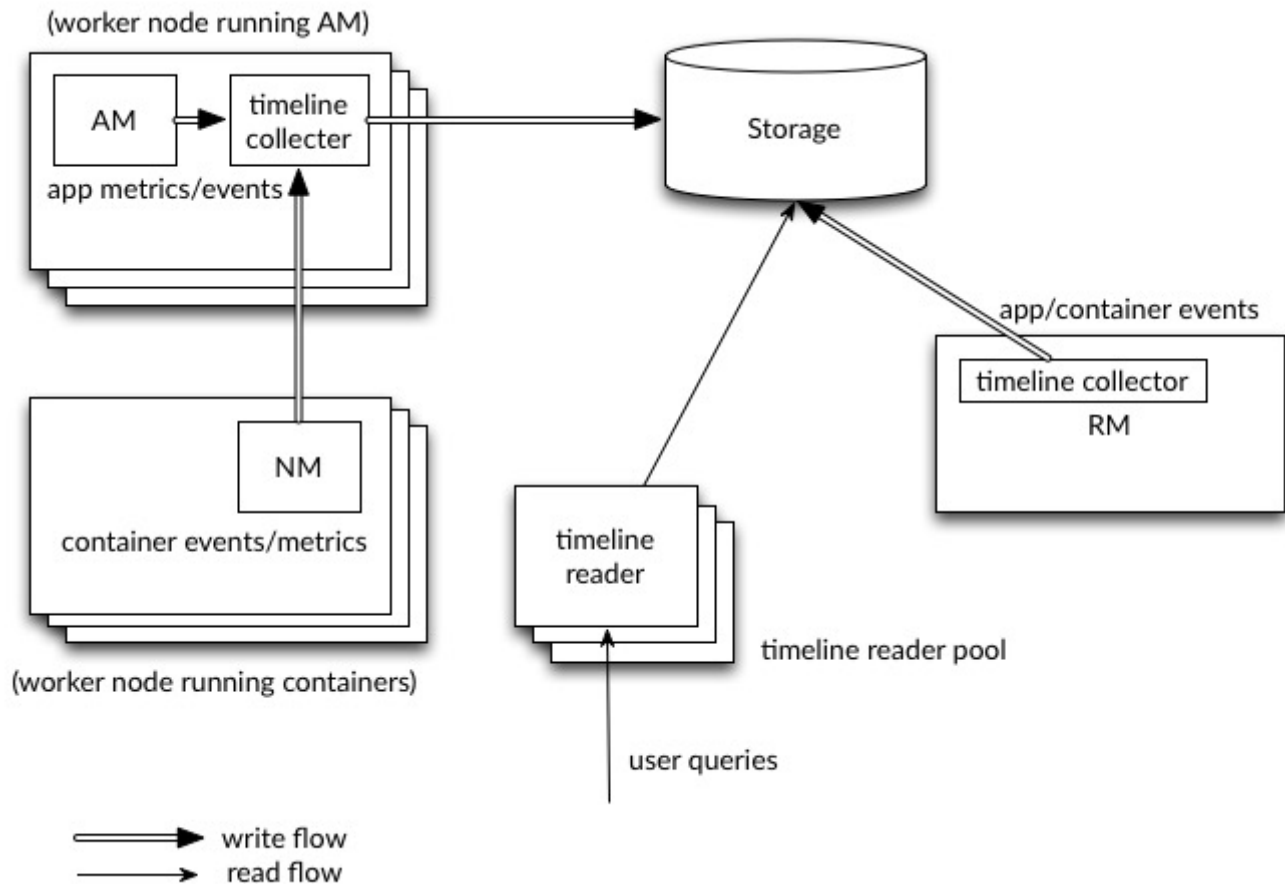 (worker node running AM)
AM
timeline
collecter
app metrics/events
Storage
app/container events
timeline collector
RM
NM
container events/metrics
(worker node running containers)
timeline
reader
timeline reader pool
user queries
write flow
read flow